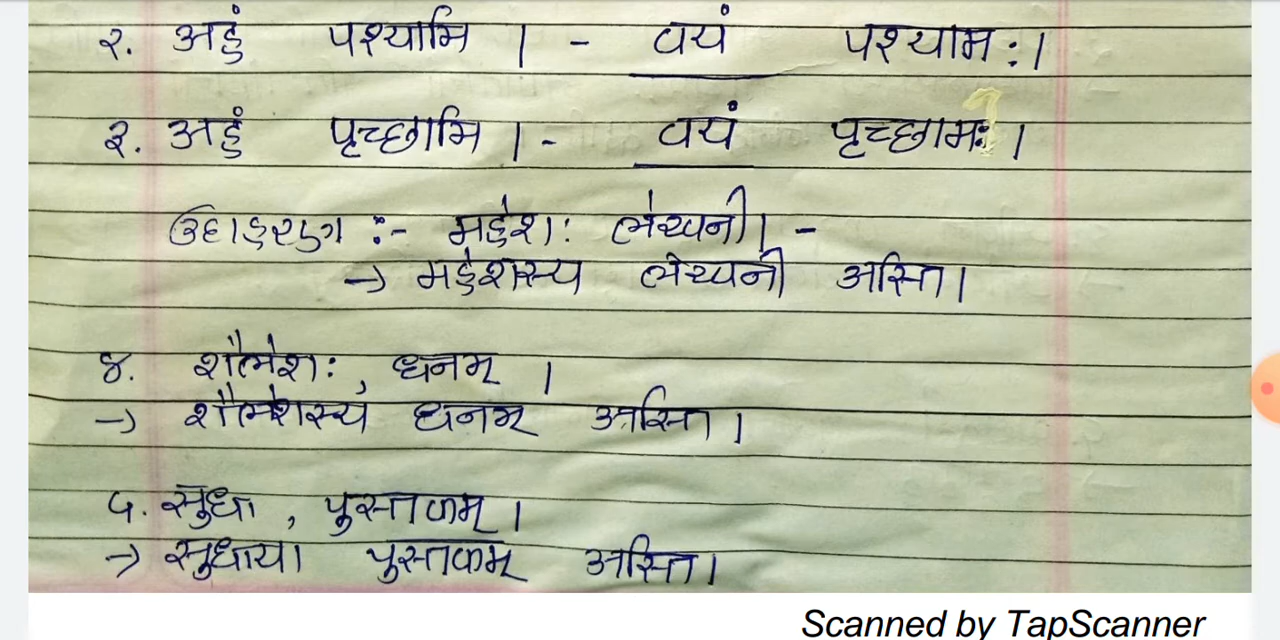 २. अहं पश्यामि । - वयं पश्यामः ।
३. अहं पृच्छामि । - वयं पृच्छामः ।
उदाहरण :- महेशः लेखनी । -
→ महेशस्य लेखनी अस्ति ।
४. शैलेशः , धनम् ।
→ शैलेशस्य धनम् अस्ति ।
५. सुधा , पुस्तकम् ।
→ सुधाया पुस्तकम् अस्ति ।
Scanned by TapScanner